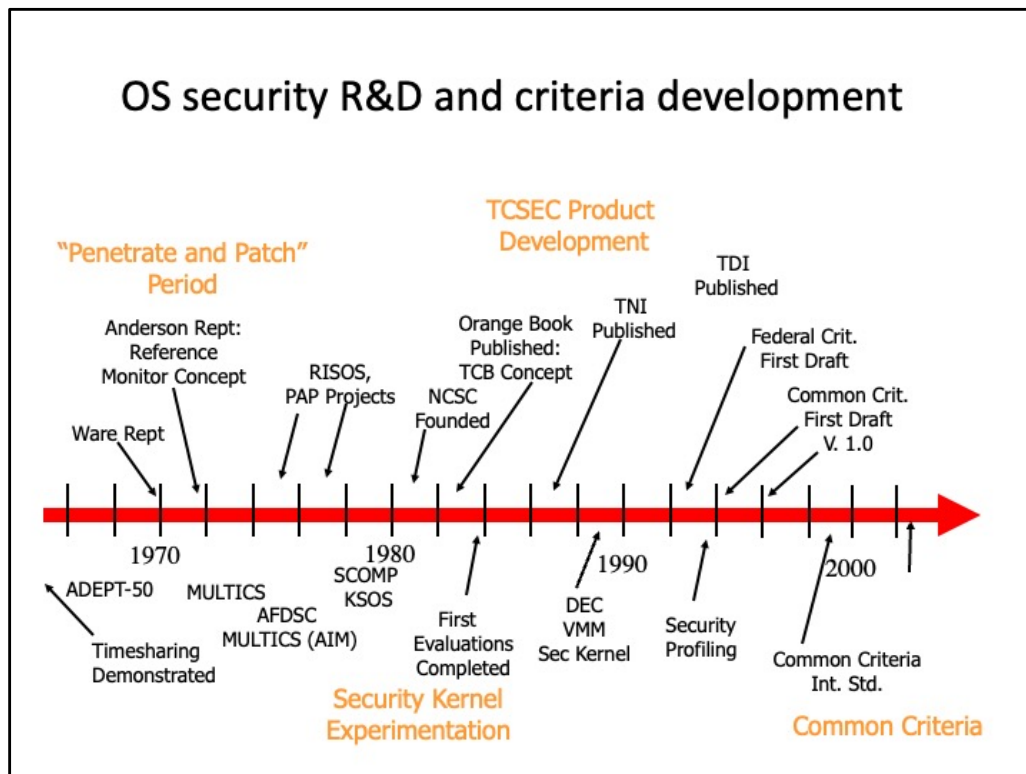 OS security R&D and criteria development
TCSEC Product
Development
“Penetrate and Patch”
Period
TDI
Published
TNI
Published
Anderson Rept:
Reference
Monitor Concept
Orange Book
Published:
TCB Concept
Federal Crit.
First Draft
RISOS,
PAP Projects
NCSC
Founded
Common Crit.
First Draft
V. 1.0
Ware Rept
1970
1980
1990
2000
ADEPT-50
MULTICS
SCOMP
KSOS
AFDSC
MULTICS (AIM)
Timesharing
Demonstrated
First
Evaluations
Completed
DEC
VMM
Sec Kernel
Security
Profiling
Common Criteria
Int. Std.
Security Kernel
Experimentation
Common Criteria